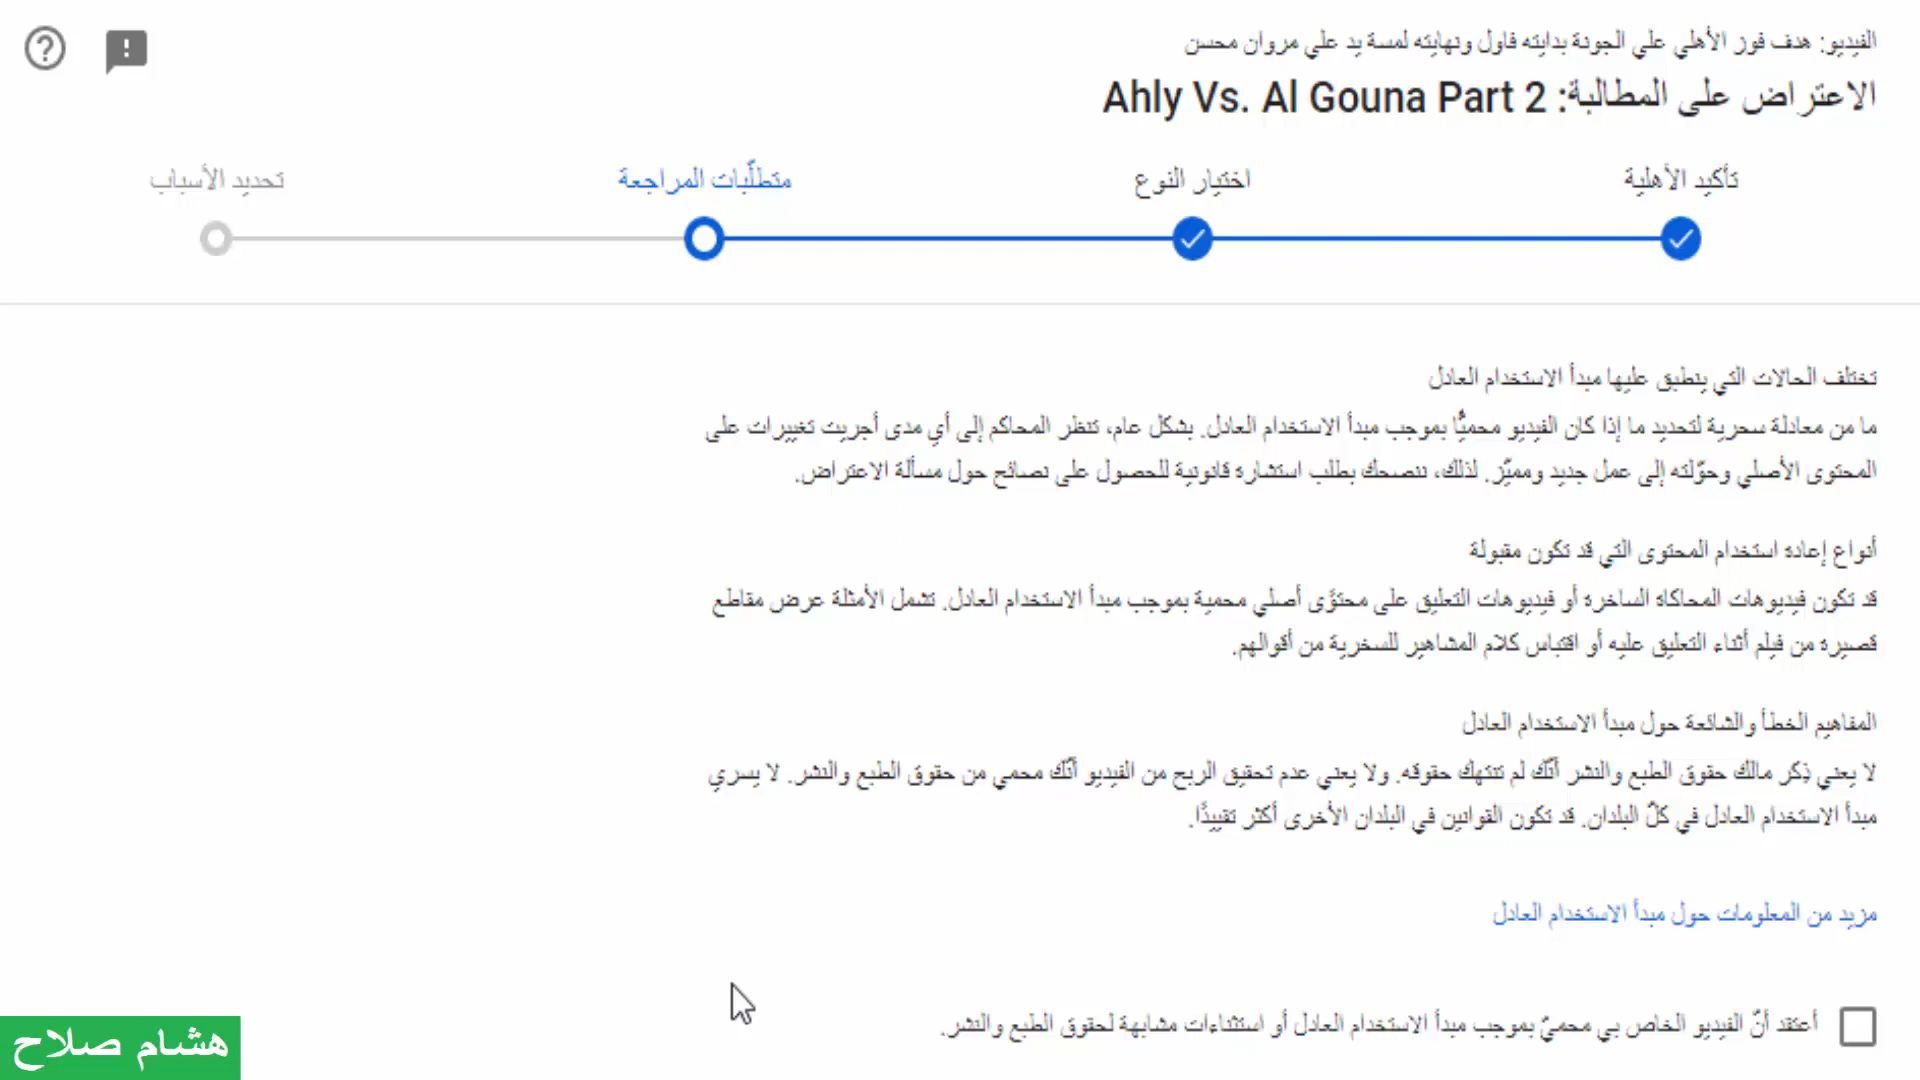 الفيديو: هدف فوز الأهلي علي الجونة بدايته فاول ونهايته لمسة يد علي مروان محسن
الاعتراض على المطالبة: Ahly Vs. Al Gouna Part 2
تأكيد الأهلية
اختيار النوع
متطلّبات المراجعة
تحديد الأسباب
تختلف الحالات التي ينطبق عليها مبدأ الاستخدام العادل
ما من معادلة سحرية لتحديد ما إذا كان الفيديو محميًّا بموجب مبدأ الاستخدام العادل. بشكل عام، تنظر المحاكم إلى أي مدى أجريت تغييرات على
المحتوى الأصلي وحوّلته إلى عمل جديد ومميّز. لذلك، ننصحك بطلب استشارة قانونية للحصول على نصائح حول مسألة الاعتراض.
أنواع إعادة استخدام المحتوى التي قد تكون مقبولة
قد تكون فيديوهات المحاكاة الساخرة أو فيديوهات التعليق على محتوًى أصلي محمية بموجب مبدأ الاستخدام العادل. تشمل الأمثلة عرض مقاطع
قصيرة من فيلم أثناء التعليق عليه أو اقتباس كلام المشاهير للسخرية من أقوالهم.
المفاهيم الخطأ والشائعة حول مبدأ الاستخدام العادل
لا يعني ذِكر مالك حقوق الطبع والنشر أنّك لم تنتهك حقوقه. ولا يعني عدم تحقيق الربح من الفيديو أنّك محمي من حقوق الطبع والنشر. لا يسري
مبدأ الاستخدام العادل في كلّ البلدان. قد تكون القوانين في البلدان الأخرى أكثر تقييدًا.
مزيد من المعلومات حول مبدأ الاستخدام العادل
أعتقد أنّ الفيديو الخاص بي محميّ بموجب مبدأ الاستخدام العادل أو استثناءات مشابهة لحقوق الطبع والنشر.
هشام صلاح